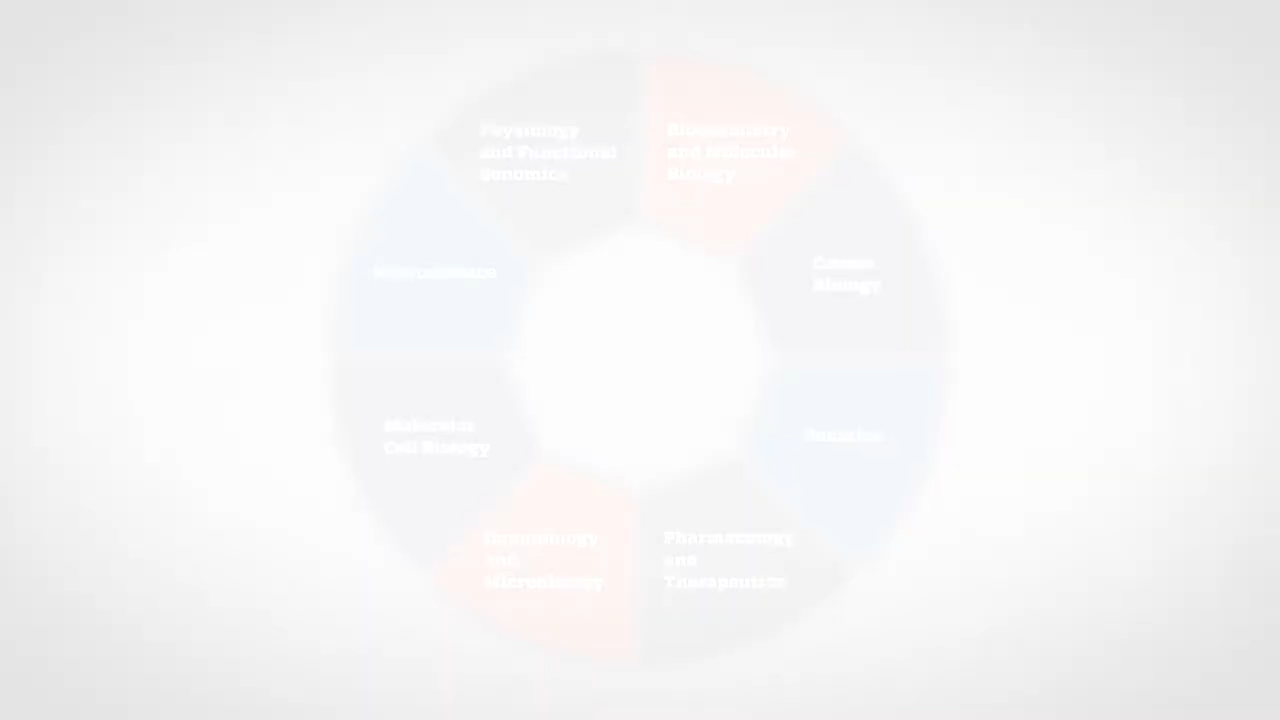 Physiology
and Functional
Genomics
Biochemistry
and Molecular
Biology
Neuroscience
Cancer
Biology
Molecular
Cell Biology
Genetics
Immunology
and
Microbiology
Pharmacology
and
Therapeutics